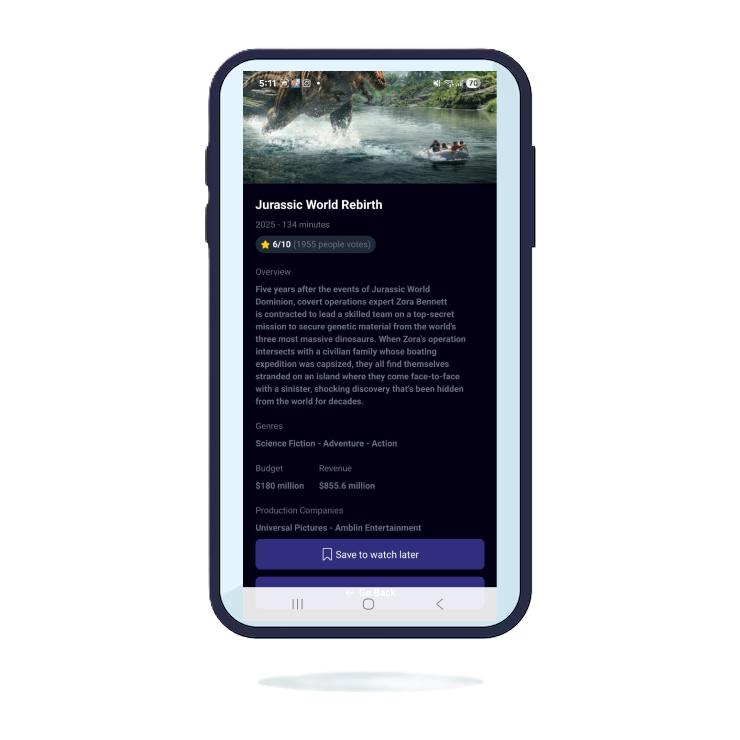 5:11
70
Jurassic World Rebirth
2025 - 134 minutes
6/10 (1955 people votes)
Overview
Five years after the events of Jurassic World
Dominion, covert operations expert Zora Bennett
is contracted to lead a skilled team on a top-secret
mission to secure genetic material from the world's
three most massive dinosaurs. When Zora's operation
intersects with a civilian family whose boating
expedition was capsized, they all find themselves
stranded on an island where they come face-to-face
with a sinister, shocking discovery that's been hidden
from the world for decades.
Genres
Science Fiction - Adventure - Action
Budget Revenue
$180 million $855.6 million
Production Companies
Universal Pictures - Amblin Entertainment
Save to watch later
Go Back